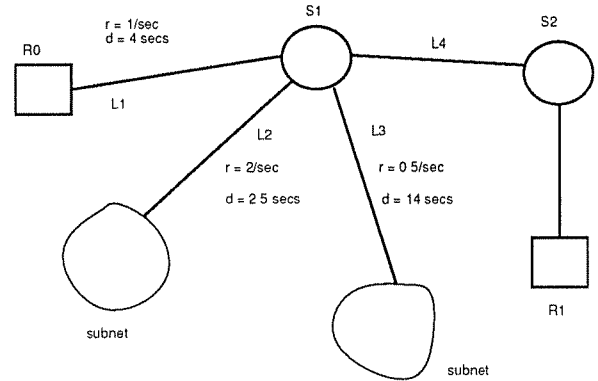 S1
S2
r = 1/sec
d = 4 secs
R0
L4
L1
L2
L3
r = 2/sec
r = 0 5/sec
d = 2 5 secs
d = 14 secs
R1
subnet
subnet